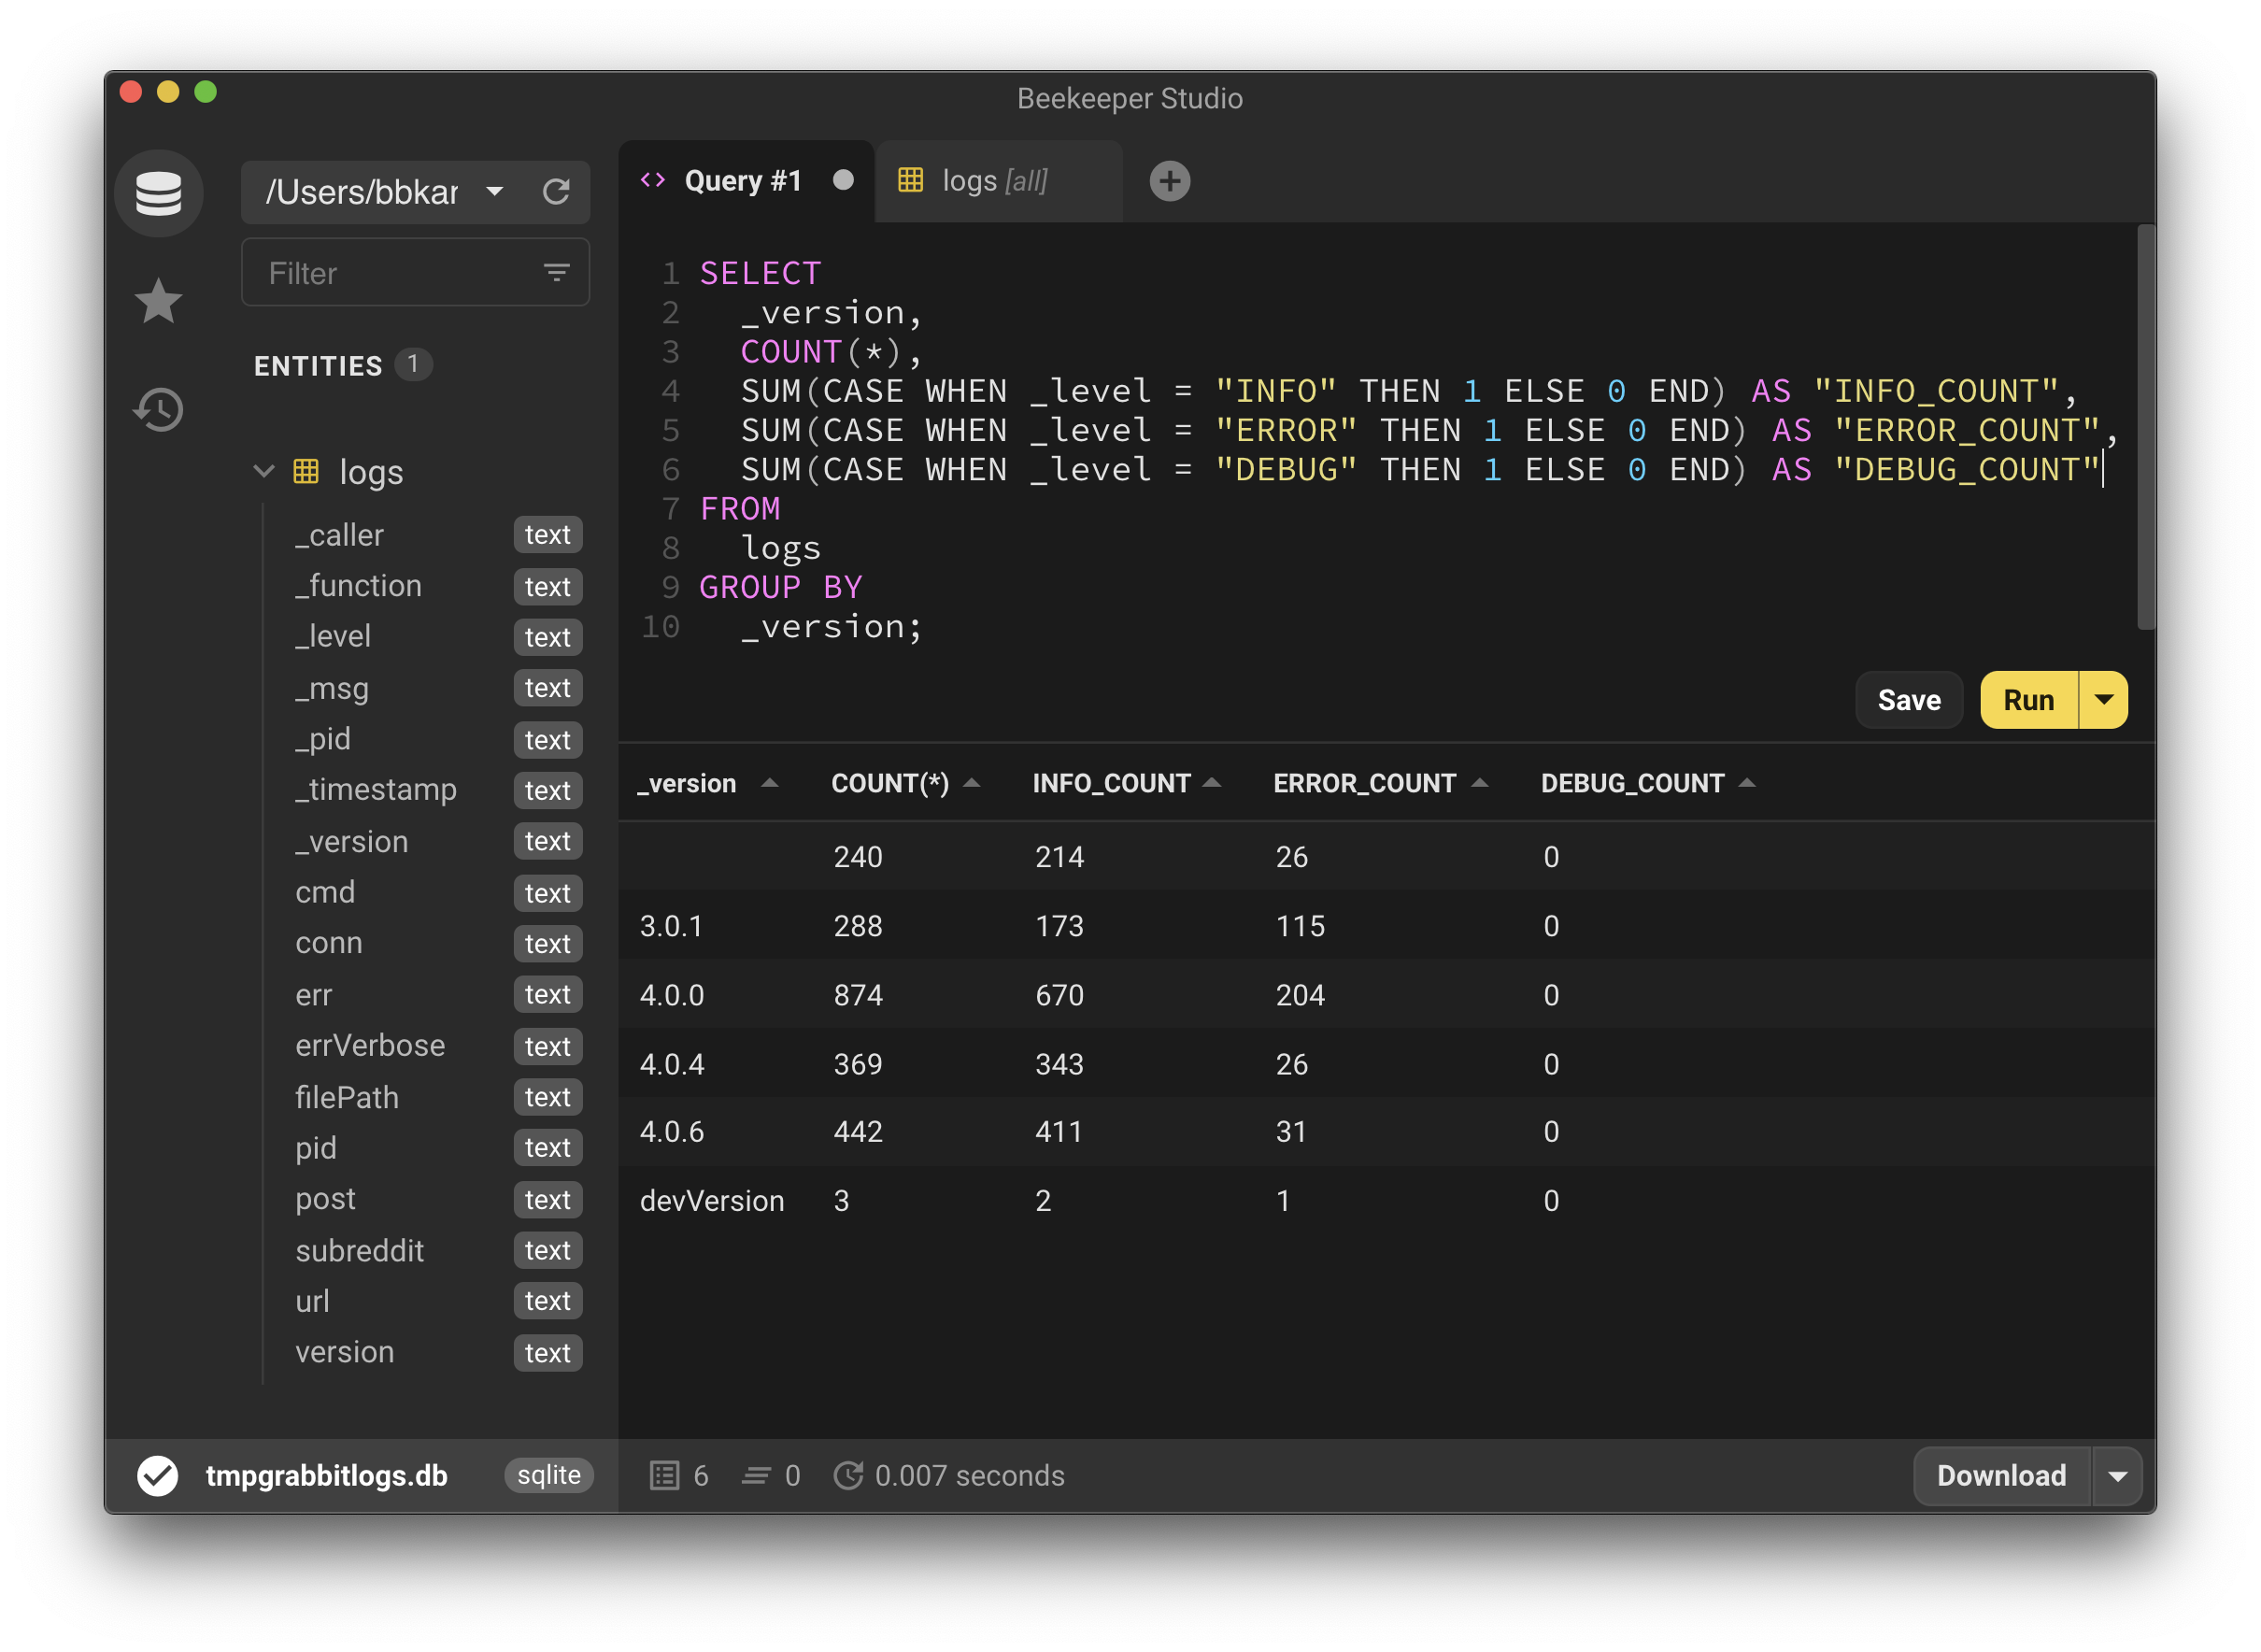 Beekeeper Studio
/Users/bbkar
Filter
ENTITIES 1
logs
_caller text
_function text
_level text
_msg text
_pid text
_timestamp text
_version text
cmd text
conn text
err text
errVerbose text
filePath text
pid text
post text
subreddit text
url text
version text
tmpgrabbitlogs.db sqlite
<> Query #1
logs [all]
1 SELECT
2 _version,
3 COUNT(*),
4 SUM(CASE WHEN _level = "INFO" THEN 1 ELSE 0 END) AS "INFO_COUNT",
5 SUM(CASE WHEN _level = "ERROR" THEN 1 ELSE 0 END) AS "ERROR_COUNT",
6 SUM(CASE WHEN _level = "DEBUG" THEN 1 ELSE 0 END) AS "DEBUG_COUNT"
7 FROM
8 logs
9 GROUP BY
10 _version;
Save Run
_version COUNT(*) INFO_COUNT ERROR_COUNT DEBUG_COUNT
240 214 26 0
3.0.1 288 173 115 0
4.0.0 874 670 204 0
4.0.4 369 343 26 0
4.0.6 442 411 31 0
devVersion 3 2 1 0
6 0 0.007 seconds Download